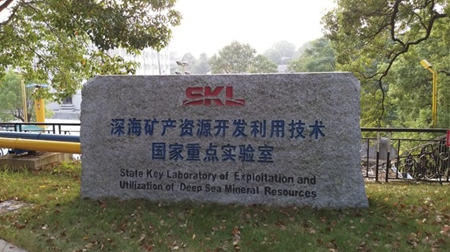 SKL
深海矿产资源开发利用技术
国家重点实验室
State Key Laboratory of Exploitation and
Utilization of Deep Sea Mineral Resources